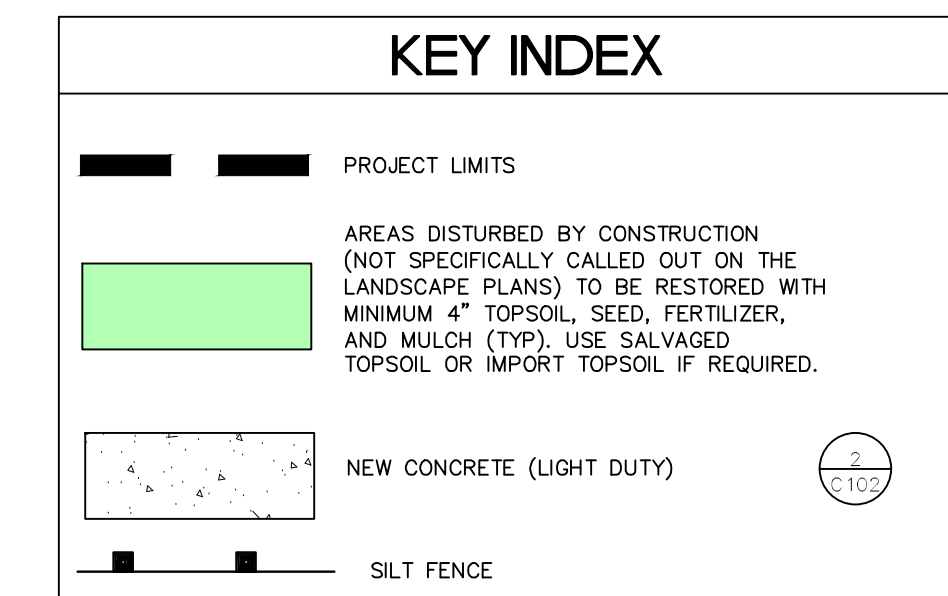 KEY INDEX
PROJECT LIMITS
AREAS DISTURBED BY CONSTRUCTION
(NOT SPECIFICALLY CALLED OUT ON THE
LANDSCAPE PLANS) TO BE RESTORED WITH
MINIMUM 4” TOPSOIL, SEED, FERTILIZER,
AND MULCH (TYP). USE SALVAGED
TOPSOIL OR IMPORT TOPSOIL IF REQUIRED.
NEW CONCRETE (LIGHT DUTY)
2
C102
SILT FENCE